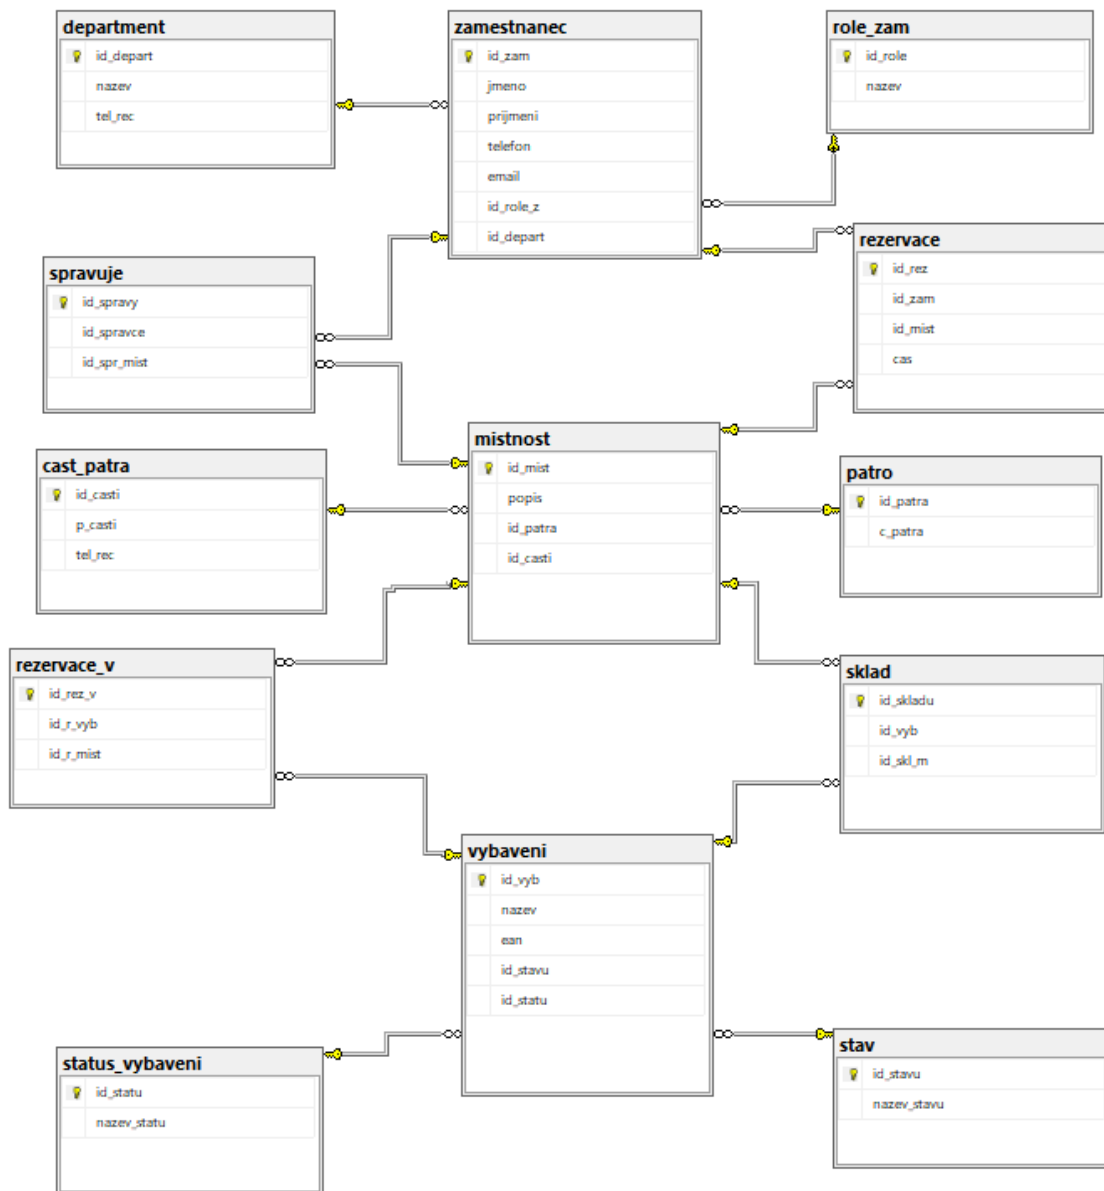 department
id_depart
nazev
tel_rec
zamestnanec
id_zam
jmeno
prijmeni
telefon
email
id_role_z
id_depart
role_zam
id_role
nazev
spravuje
id_spravy
id_spravce
id_spr_mist
rezervace
id_rez
id_zam
id_mist
cas
cast_patra
id_casti
p_casti
tel_rec
mistnost
id_mist
popis
id_patra
id_casti
patro
id_patra
c_patra
rezervace_v
id_rez_v
id_r_vyb
id_r_mist
sklad
id_skladu
id_vyb
id_skl_m
vybaveni
id_vyb
nazev
ean
id_stavu
id_statu
status_vybaveni
id_statu
nazev_statu
stav
id_stavu
nazev_stavu